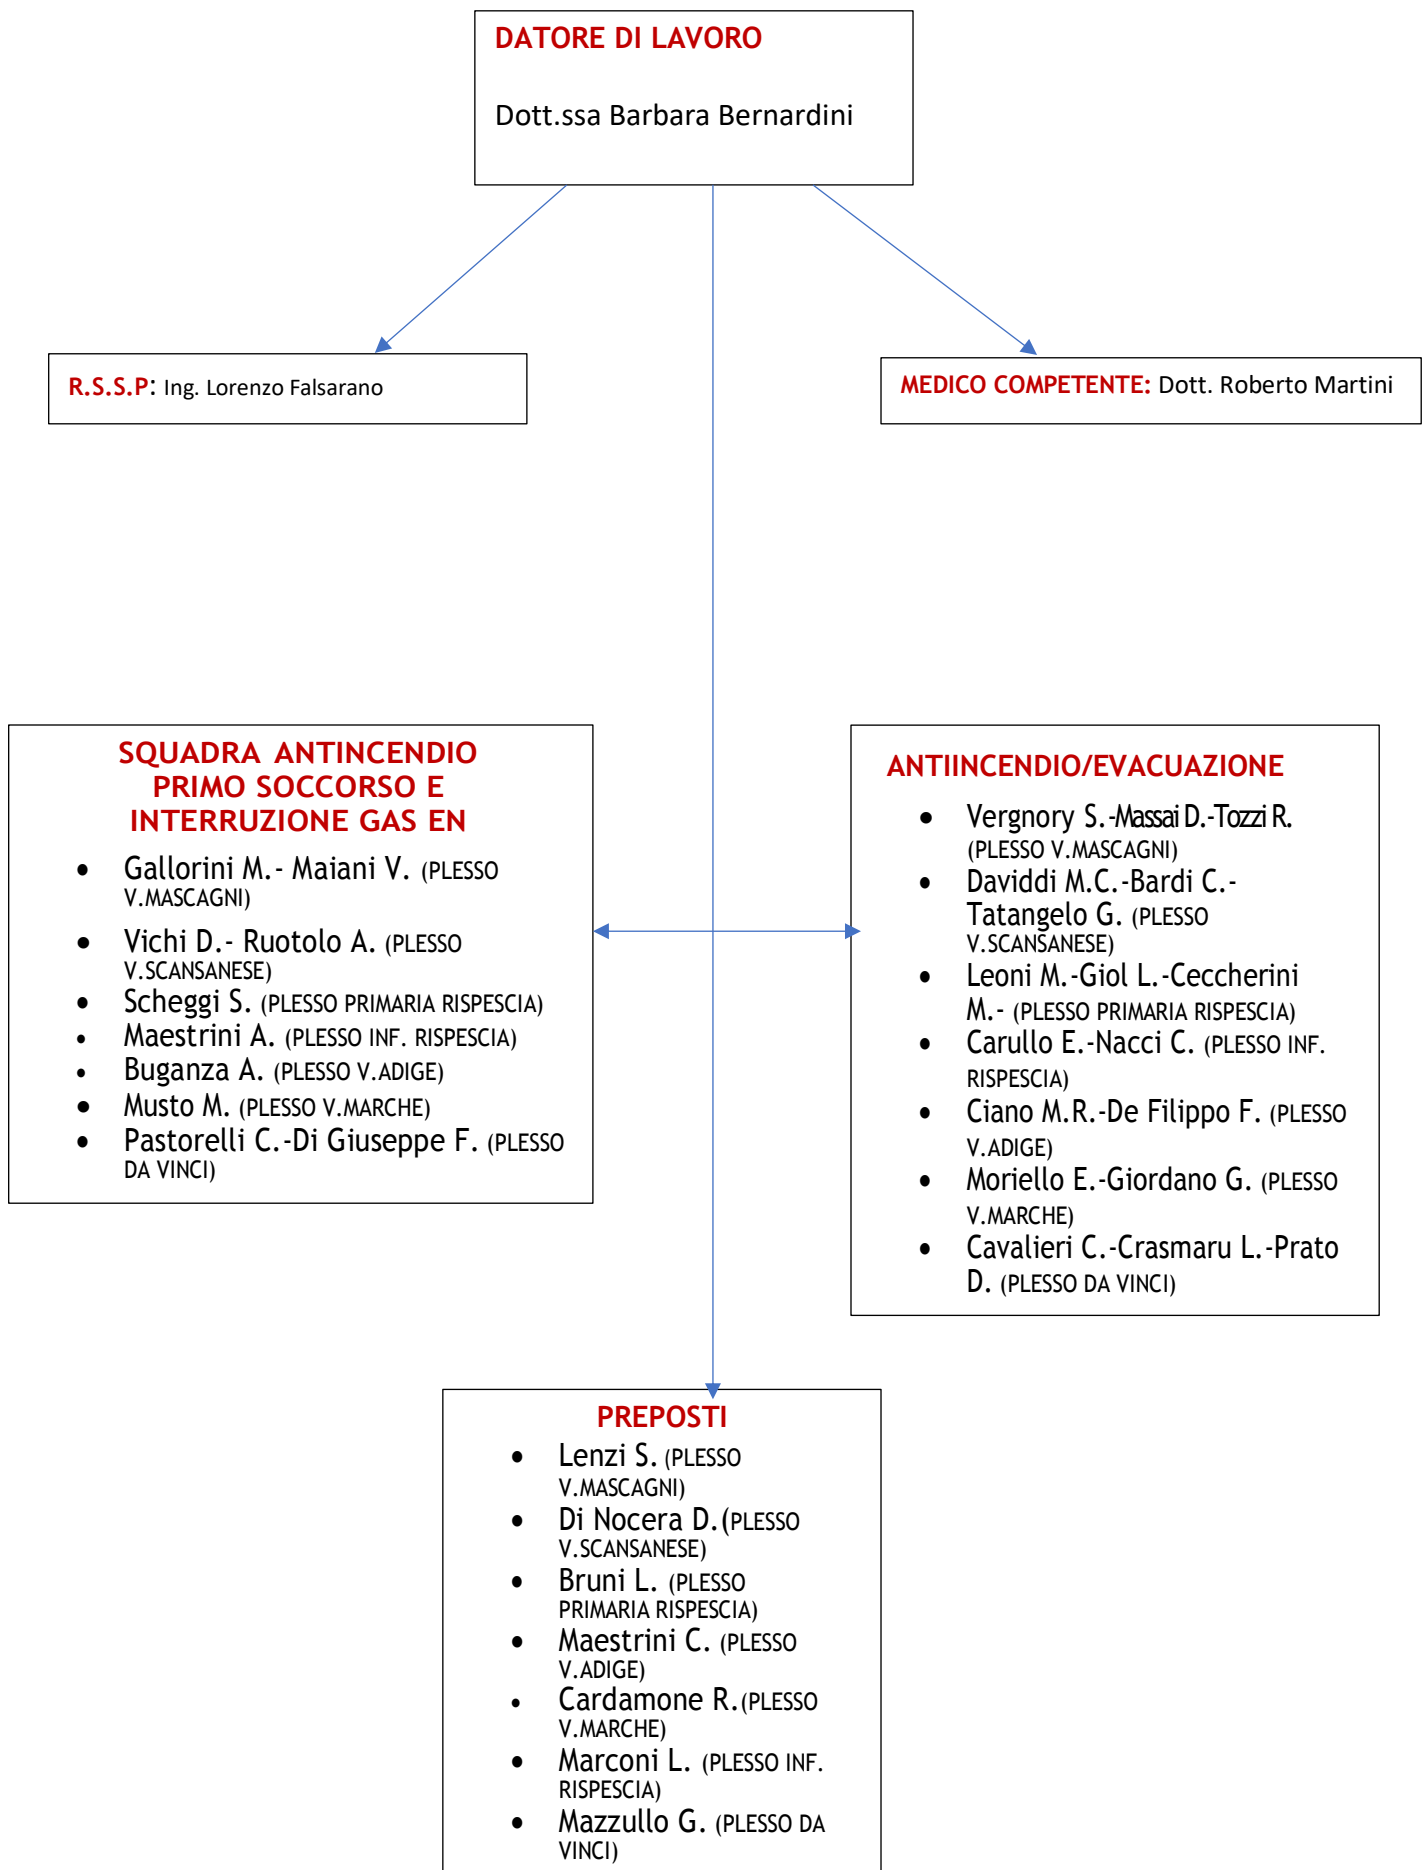 DATORE DI LAVORO
Dott.ssa Barbara Bernardini
R.S.S.P: Ing. Lorenzo Falsarano
MEDICO COMPETENTE: Dott. Roberto Martini
SQUADRA ANTINCENDIO
PRIMO SOCCORSO E
INTERRUZIONE GAS EN
• Gallorini M.- Maiani V. (PLESSO
V.MASCAGNI)
• Vichi D.- Ruotolo A. (PLESSO
V.SCANSANESE)
• Scheggi S. (PLESSO PRIMARIA RISPESCIA)
• Maestrini A. (PLESSO INF. RISPESCIA)
• Buganza A. (PLESSO V.ADIGE)
• Musto M. (PLESSO V.MARCHE)
• Pastorelli C.-Di Giuseppe F. (PLESSO
DA VINCI)
ANTIINCENDIO/EVACUAZIONE
• Vergnory S.-Massai D.-Tozzi R.
(PLESSO V.MASCAGNI)
• Daviddi M.C.-Bardi C.-
Tatangelo G. (PLESSO
V.SCANSANESE)
• Leoni M.-Giol L.-Ceccherini
M.- (PLESSO PRIMARIA RISPESCIA)
• Carullo E.-Nacci C. (PLESSO INF.
RISPESCIA)
• Ciano M.R.-De Filippo F. (PLESSO
V.ADIGE)
• Moriello E.-Giordano G. (PLESSO
V.MARCHE)
• Cavalieri C.-Crasmaru L.-Prato
D. (PLESSO DA VINCI)
PREPOSTI
• Lenzi S. (PLESSO
V.MASCAGNI)
• Di Nocera D.(PLESSO
V.SCANSANESE)
• Bruni L. (PLESSO
PRIMARIA RISPESCIA)
• Maestrini C. (PLESSO
V.ADIGE)
• Cardamone R.(PLESSO
V.MARCHE)
• Marconi L. (PLESSO INF.
RISPESCIA)
• Mazzullo G. (PLESSO DA
VINCI)